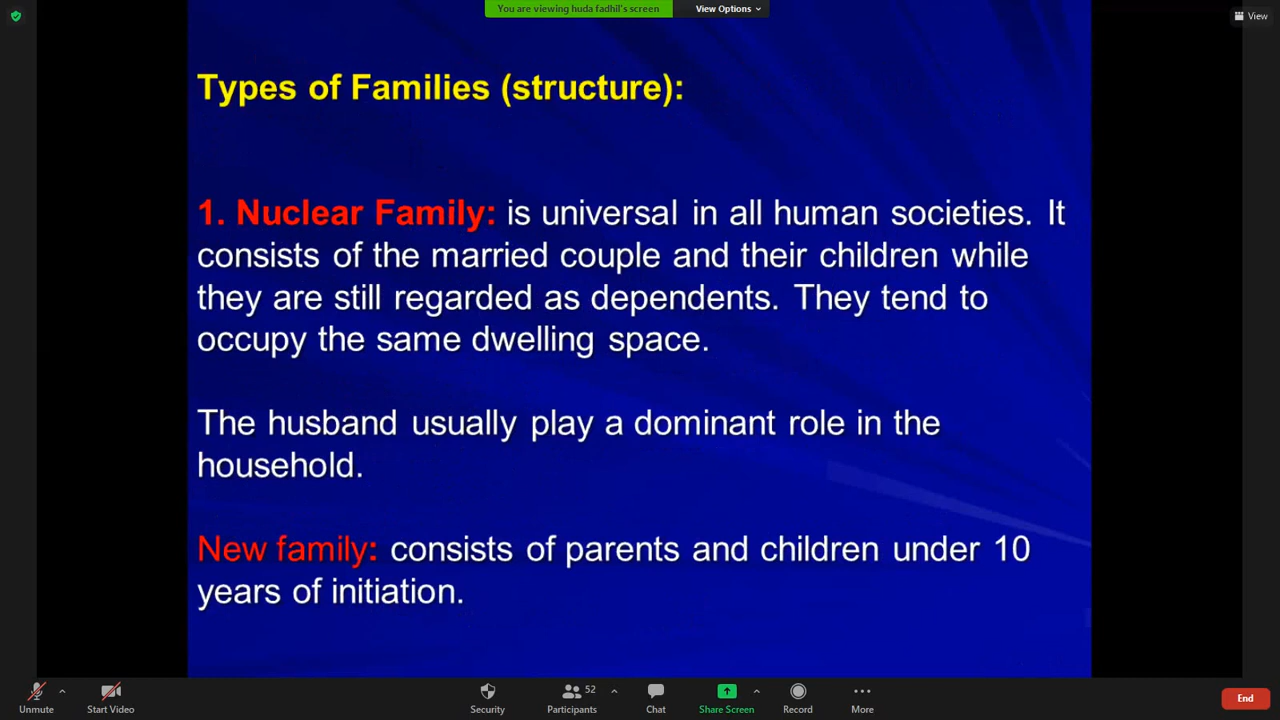 You are viewing huda fadhil's screen
View Options
View
Types of Families (structure):
1. Nuclear Family: is universal in all human societies. It
consists of the married couple and their children while
they are still regarded as dependents. They tend to
occupy the same dwelling space.
The husband usually play a dominant role in the
household.
New family: consists of parents and children under 10
years of initiation.
Unmute
Start Video
Security
52
Participants
Chat
Share Screen
Record
More
End